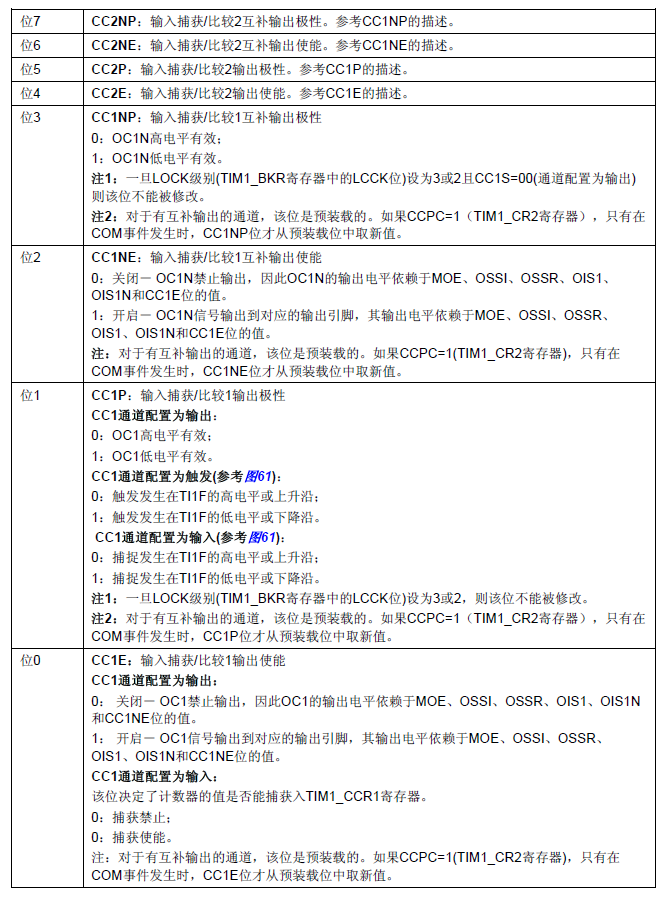 位7 CC2NP：输入捕获/比较2互补输出极性。参考CC1NP的描述。
位6 CC2NE：输入捕获/比较2互补输出使能。参考CC1NE的描述。
位5 CC2P：输入捕获/比较2输出极性。参考CC1P的描述。
位4 CC2E：输入捕获/比较2输出使能。参考CC1E的描述。
位3 CC1NP：输入捕获/比较1互补输出极性
0：OC1N高电平有效；
1：OC1N低电平有效。
注1：一旦LOCK级别(TIM1_BKR寄存器中的LCCK位)设为3或2且CC1S=00(通道配置为输出)
则该位不能被修改。
注2：对于有互补输出的通道，该位是预装载的。如果CCPC=1（TIM1_CR2寄存器），只有在
COM事件发生时，CC1NP位才从预装载位中取新值。
位2 CC1NE：输入捕获/比较1互补输出使能
0：关闭－ OC1N禁止输出，因此OC1N的输出电平依赖于MOE、OSSI、OSSR、OIS1、
OIS1N和CC1E位的值。
1：开启－ OC1N信号输出到对应的输出引脚，其输出电平依赖于MOE、OSSI、OSSR、
OIS1、OIS1N和CC1E位的值。
注：对于有互补输出的通道，该位是预装载的。如果CCPC=1(TIM1_CR2寄存器)，只有在
COM事件发生时，CC1NE位才从预装载位中取新值。
位1 CC1P：输入捕获/比较1输出极性
CC1通道配置为输出：
0：OC1高电平有效；
1：OC1低电平有效。
CC1通道配置为触发(参考图61)：
0：触发发生在TI1F的高电平或上升沿；
1：触发发生在TI1F的低电平或下降沿。
CC1通道配置为输入(参考图61)：
0：捕捉发生在TI1F的高电平或上升沿；
1：捕捉发生在TI1F的低电平或下降沿。
注1：一旦LOCK级别(TIM1_BKR寄存器中的LCCK位)设为3或2，则该位不能被修改。
注2：对于有互补输出的通道，该位是预装载的。如果CCPC=1（TIM1_CR2寄存器），只有在
COM事件发生时，CC1P位才从预装载位中取新值。
位0 CC1E：输入捕获/比较1输出使能
CC1通道配置为输出：
0： 关闭－ OC1禁止输出，因此OC1的输出电平依赖于MOE、OSSI、OSSR、OIS1、OIS1N
和CC1NE位的值。
1： 开启－ OC1信号输出到对应的输出引脚，其输出电平依赖于MOE、OSSI、OSSR、
OIS1、OIS1N和CC1NE位的值。
CC1通道配置为输入：
该位决定了计数器的值是否能捕获入TIM1_CCR1寄存器。
0：捕获禁止；
0：捕获使能。
注：对于有互补输出的通道，该位是预装载的。如果CCPC=1(TIM1_CR2寄存器)，只有在
COM事件发生时，CC1E位才从预装载位中取新值。